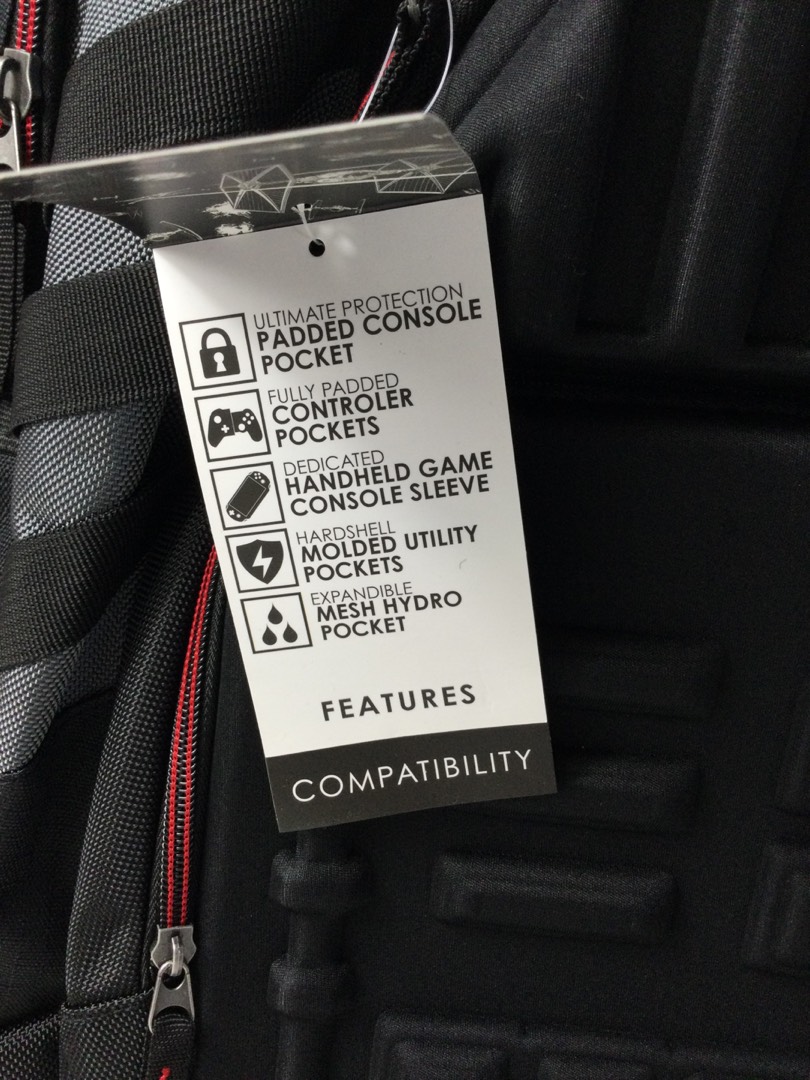 ULTIMATE PROTECTION
PADDED CONSOLE
POCKET
FULLY PADDED
CONTROLER
POCKETS
DEDICATED
HANDHELD GAME
CONSOLE SLEEVE
HARDSHELL
MOLDED UTILITY
POCKETS
EXPANDIBLE
MESH HYDRO
POCKET
FEATURES
COMPATIBILITY